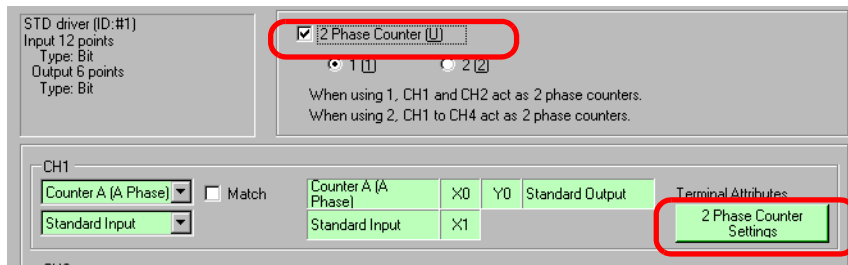 STD driver (ID:#1)
Input 12 points
Type: Bit
Output 6 points
Type: Bit
2 Phase Counter (U)
1 (1) 2 (2)
When using 1, CH1 and CH2 act as 2 phase counters.
When using 2, CH1 to CH4 act as 2 phase counters.
CH1
Counter A (A Phase) Match Counter A (A Phase) X0 Y0 Standard Output Terminal Attributes
Standard Input Standard Input X1 2 Phase Counter Settings